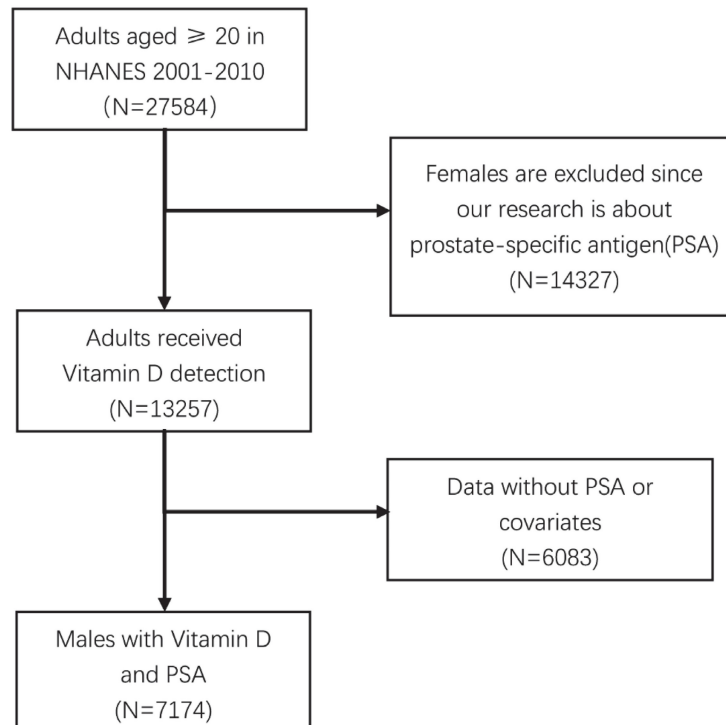 Adults aged ⩾ 20 in
NHANES 2001-2010
(N=27584)
Females are excluded since
our research is about
prostate-specific antigen(PSA)
(N=14327)
Adults received
Vitamin D detection
(N=13257)
Data without PSA or
covariates
(N=6083)
Males with Vitamin D
and PSA
(N=7174)